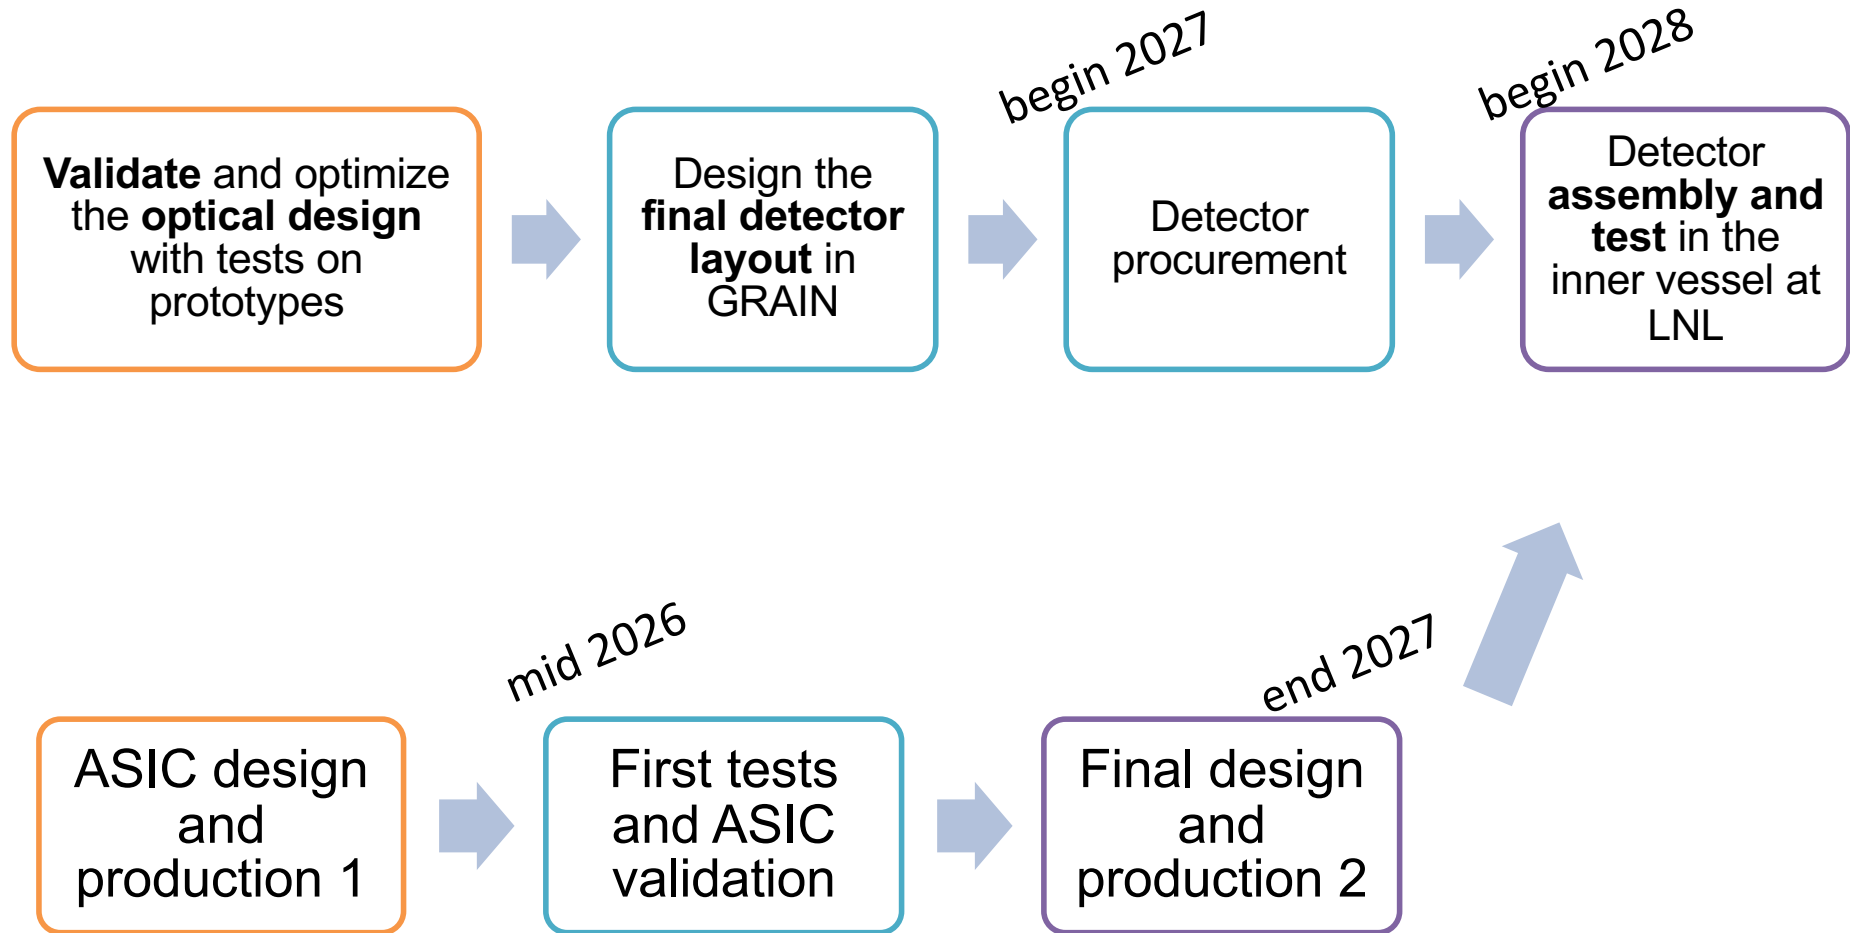 begin 2027
begin 2028
Validate and optimize
the optical design
with tests on
prototypes
Design the
final detector
layout in
GRAIN
Detector
procurement
Detector
assembly and
test in the
inner vessel at
LNL
mid 2026
end 2027
ASIC design
and
production 1
First tests
and ASIC
validation
Final design
and
production 2